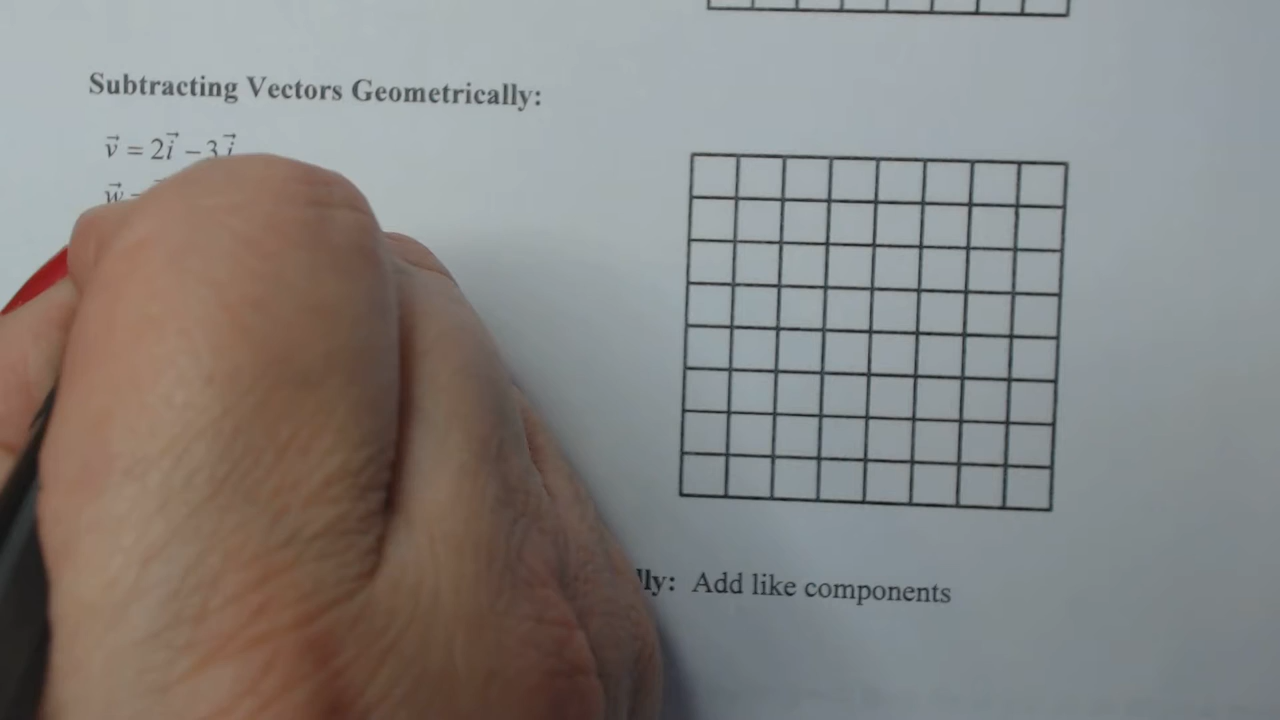 Subtracting Vectors Geometrically:
v⃗ = 2i⃗ − 3j⃗
w⃗
lly: Add like components